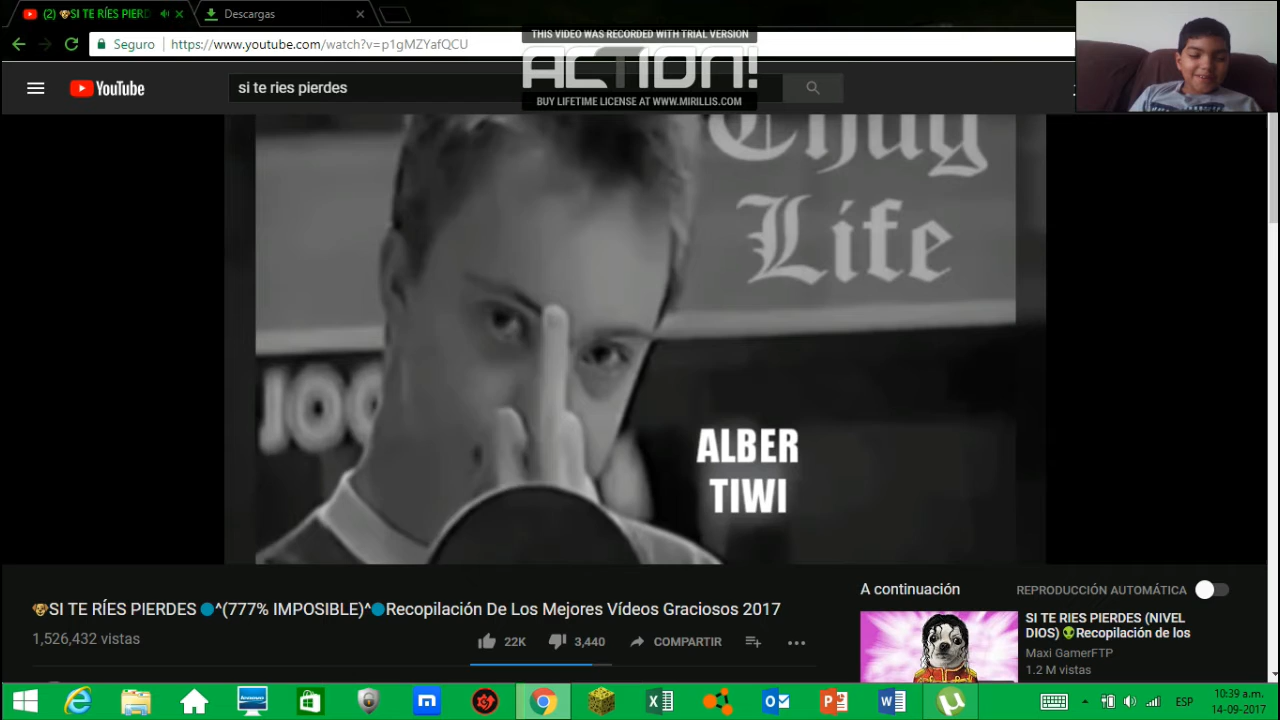 (2) SI TE RÍES PIERD
Descargas
THIS VIDEO WAS RECORDED WITH TRIAL VERSION
ACTION!
BUY LIFETIME LICENSE AT WWW.MIRILLIS.COM
Seguro
https://www.youtube.com/watch?v=p1gMZYafQCU
YouTube
si te ries pierdes
Thug
Life
JOO
ALBER
TIWI
SI TE RÍES PIERDES ^(777% IMPOSIBLE)^ Recopilación De Los Mejores Vídeos Graciosos 2017
1,526,432 vistas
22K
3,440
COMPARTIR
A continuación
REPRODUCCIÓN AUTOMÁTICA
SI TE RIES PIERDES (NIVEL
DIOS) Recopilación de los
Maxi GamerFTP
1.2 M vistas
ESP
10:39 a.m.
14-09-2017